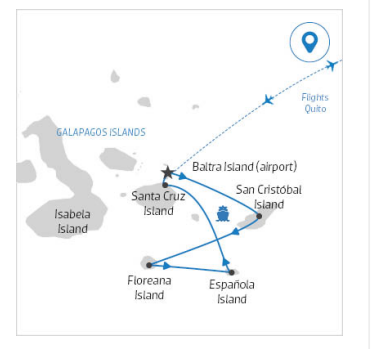 Flights
Quito
GALAPAGOS ISLANDS
Baltra Island (airport)
Santa Cruz
Island
San Cristóbal
Island
Isabela
Island
Floreana
Island
Española
Island